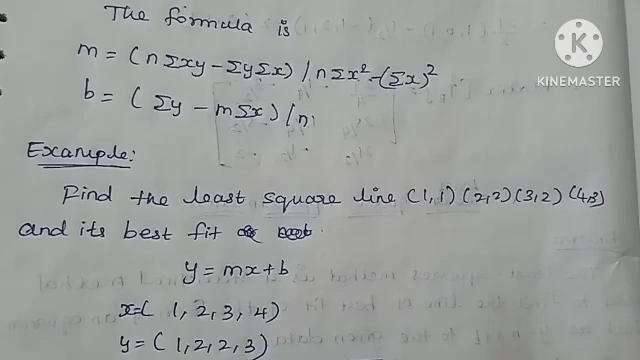 The formula is
m = (nΣxy - ΣyΣx) / nΣx² - (Σx)²
b = (Σy - mΣx) / n
KINEMASTER
Example:
Find the least square line (1,1) (2,2) (3,2) (4,3)
and its best fit
y = mx + b
x = ( 1, 2, 3, 4)
y = ( 1, 2, 2, 3)